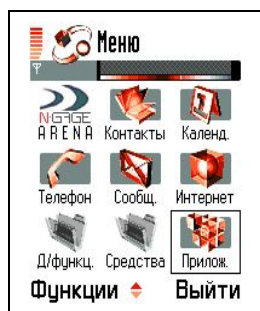 Меню
N·GAGE
ARENA Контакты Календ.
Телефон Сообщ. Интернет
Д/функц. Средства Прилож.
Функции Выйти